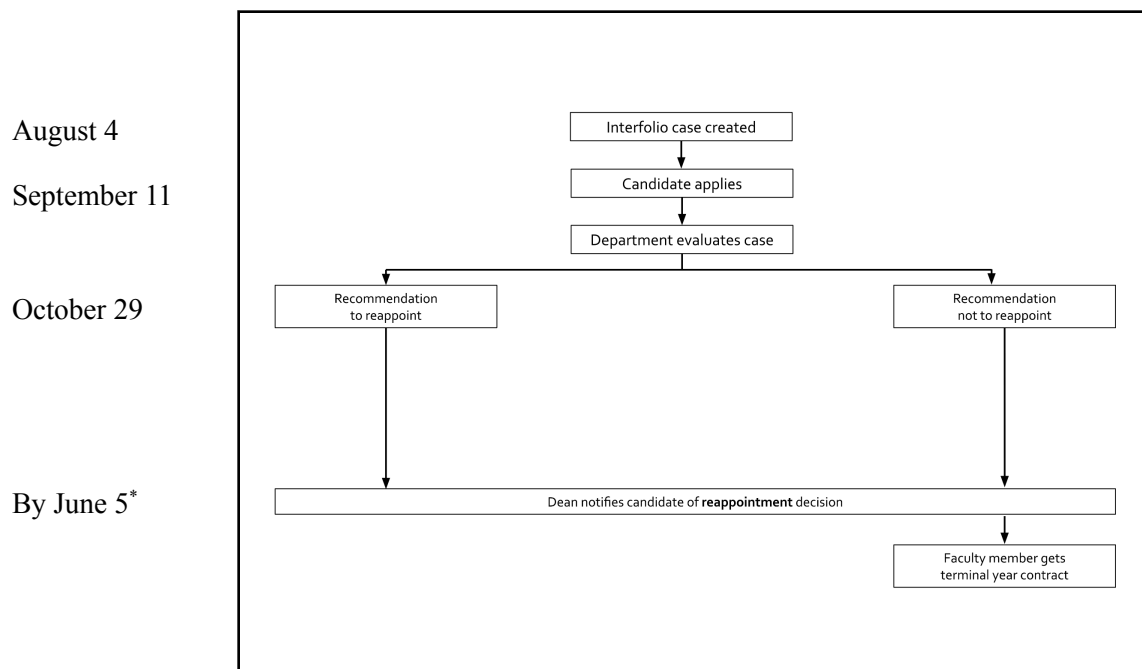 August 4
Interfolio case created
September 11
Candidate applies
Department evaluates case
October 29
Recommendation
to reappoint
Recommendation
not to reappoint
By June 5*
Dean notifies candidate of reappointment decision
Faculty member gets
terminal year contract